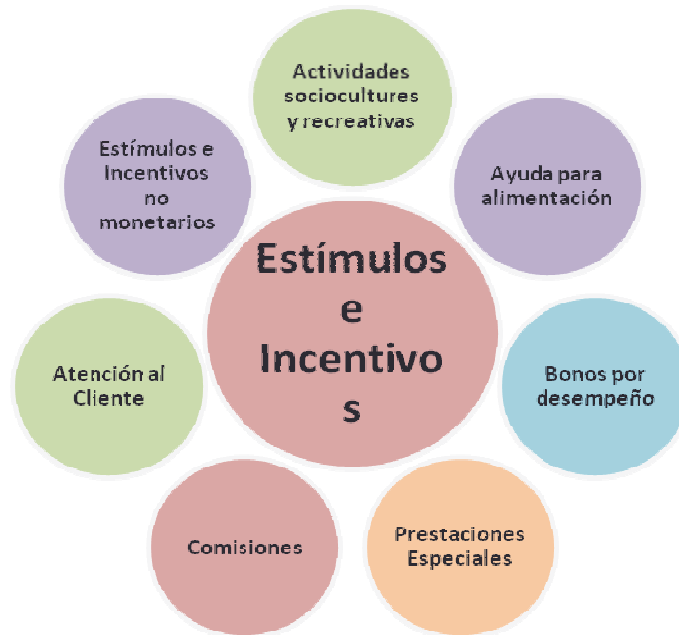 Actividades
sociocultures
y recreativas
Estímulos e
Incentivos
no
monetarios
Ayuda para
alimentación
Estímulos
e
Incentivo
s
Atención al
Cliente
Bonos por
desempeño
Comisiones
Prestaciones
Especiales